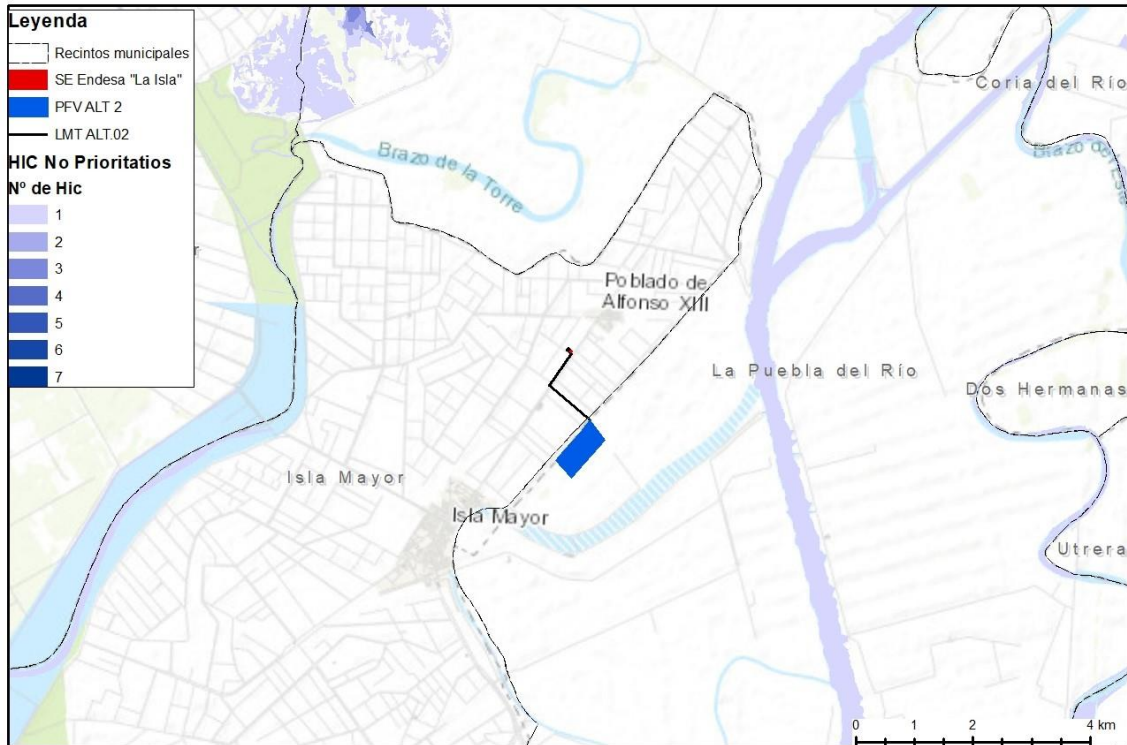 Leyenda
Recintos municipales
SE Endesa "La Isla"
PFV ALT 2
LMT ALT.02
HIC No Prioritatios
Nº de Hic
1
2
3
4
5
6
7
Coria del Río
Brazo de la Torre
Brazo del Este
Poblado de
Alfonso XIII
La Puebla del Río
Dos Hermanas
Isla Mayor
Isla Mayor
Utrera
0 1 2 4 km